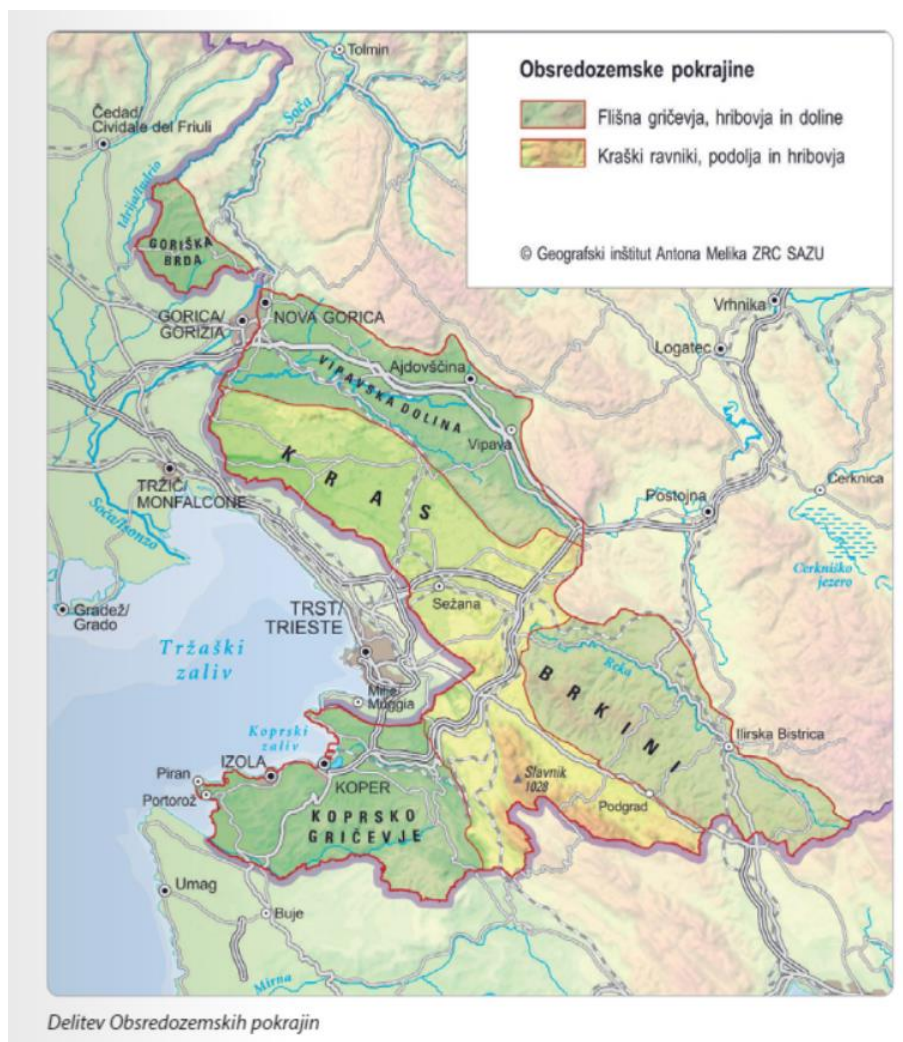 Obsredozemske pokrajine
Flišna gričevja, hribovja in doline
Kraški ravniki, podolja in hribovja
© Geografski inštitut Antona Melika ZRC SAZU
Tolmin
Soča
Čedad/
Cividale del Friuli
Idrija/Iudrio
GORIŠKA
BRDA
GORICA/
GORIZIA
NOVA GORICA
Vrhnika
Logatec
Ajdovščina
VIPAVSKA DOLINA
Vipava
KRAS
TRŽIČ/
MONFALCONE
Soča/Isonzo
Postojna
Cerknica
Cerkniško
jezero
Gradež/
Grado
Sežana
TRST/
TRIESTE
Tržaški
zaliv
Reka
BRKINI
Milje/
Muggia
Koprski
zaliv
Ilirska Bistrica
IZOLA
Piran
Portorož
KOPER
Slavnik
1028
Podgrad
KOPRSKO
GRIČEVJE
Umag
Buje
Mirna
Delitev Obsredozemskih pokrajin